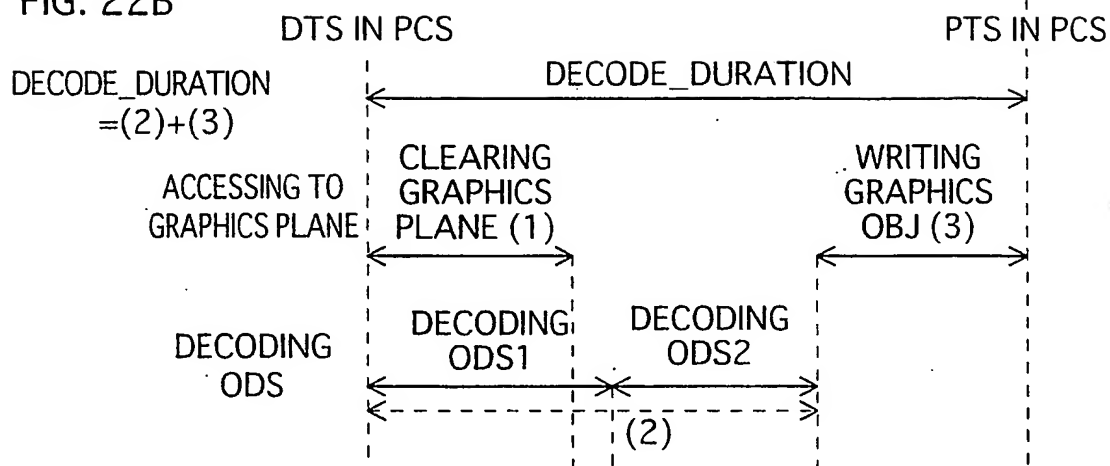 FIG. 22B
DTS IN PCS
PTS IN PCS
DECODE_DURATION
=(2)+(3)
DECODE_DURATION
ACCESSING TO
GRAPHICS PLANE
CLEARING
GRAPHICS
PLANE (1)
WRITING
GRAPHICS
OBJ (3)
DECODING
ODS
DECODING
ODS1
DECODING
ODS2
(2)